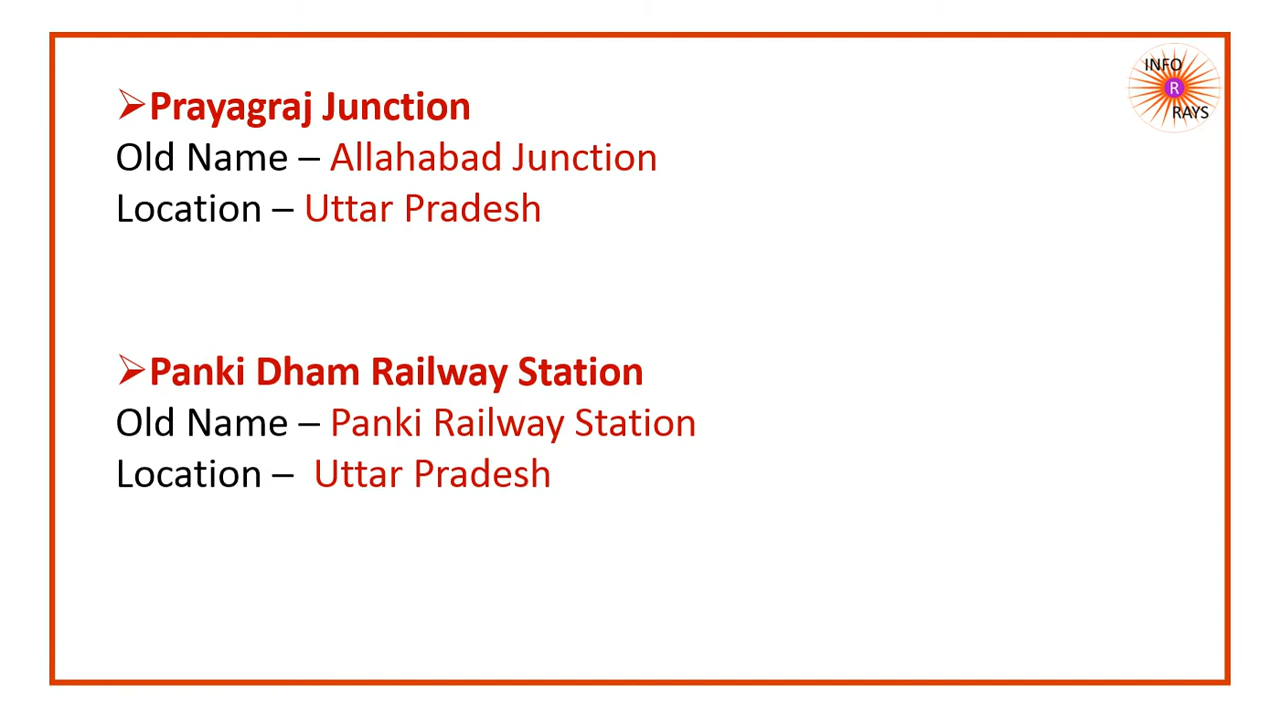 INFO
R
RAYS
➢Prayagraj Junction
Old Name – Allahabad Junction
Location – Uttar Pradesh
➢Panki Dham Railway Station
Old Name – Panki Railway Station
Location – Uttar Pradesh